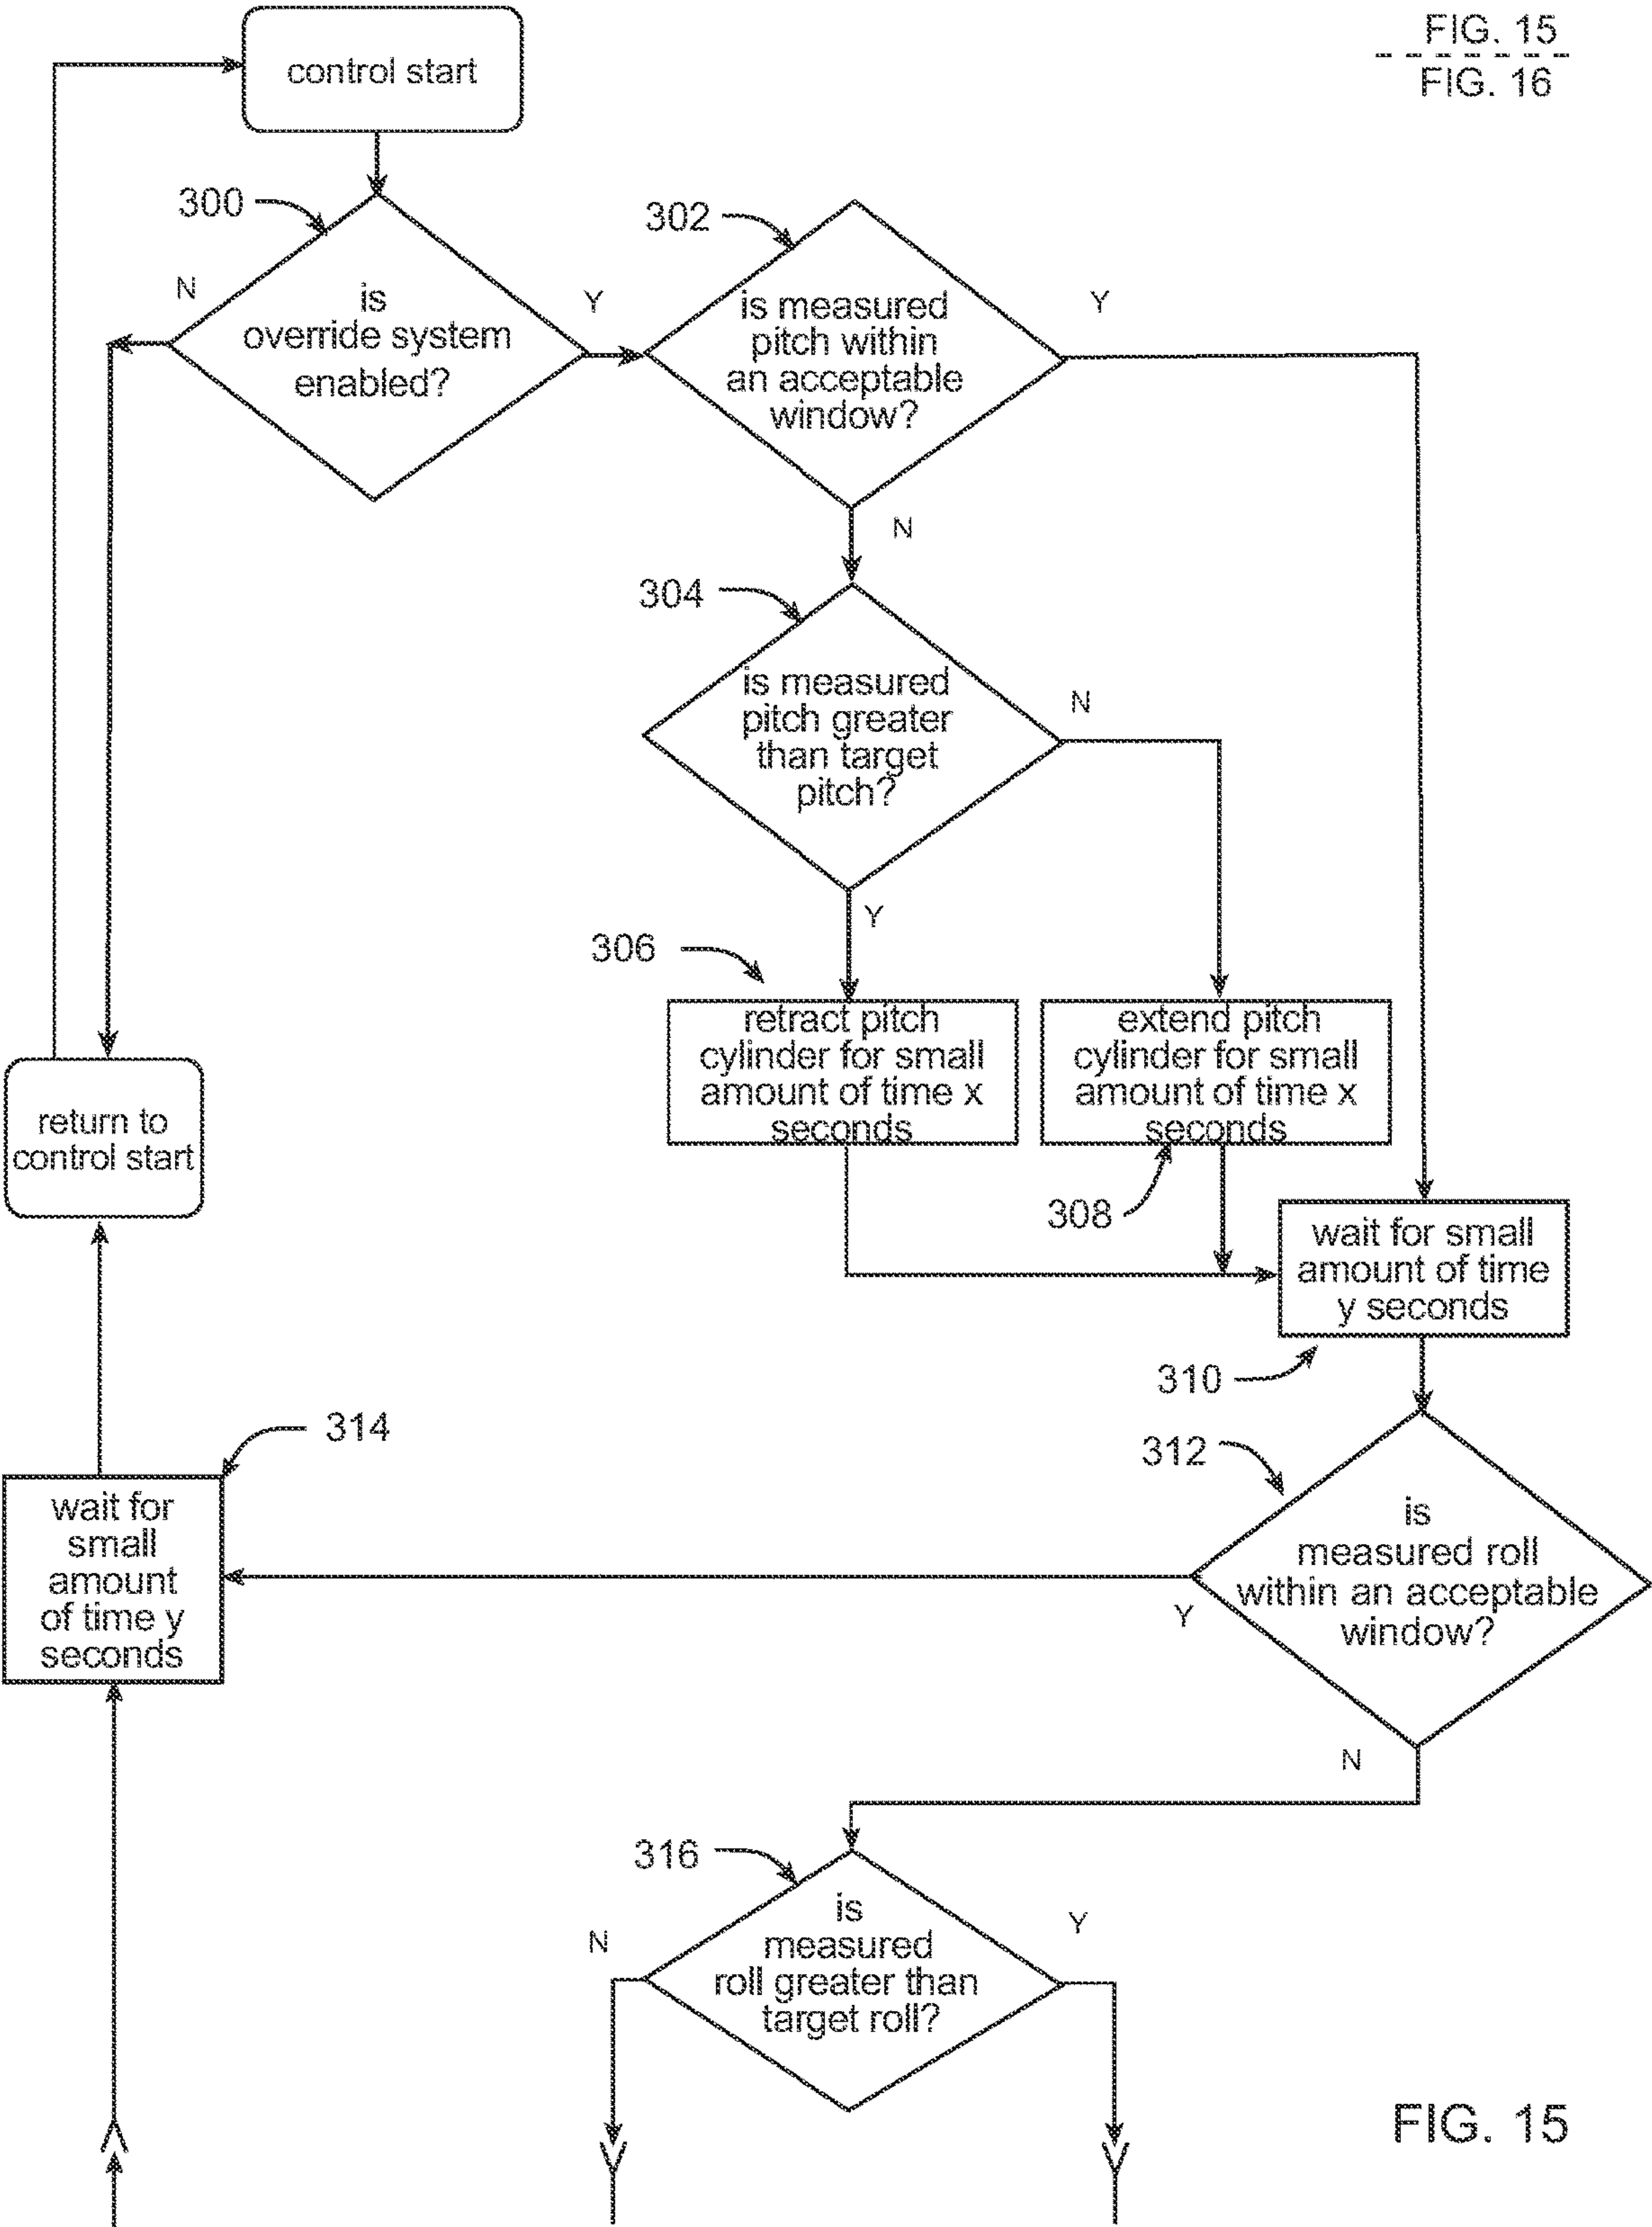 FIG. 15
FIG. 16
control start
300
N
is
override system
enabled?
Y
302
is measured
pitch within
an acceptable
window?
Y
N
304
is measured
pitch greater
than target
pitch?
N
Y
306
retract pitch
cylinder for small
amount of time x
seconds
extend pitch
cylinder for small
amount of time x
seconds
308
return to
control start
wait for small
amount of time
y seconds
310
312
is
measured roll
within an acceptable
window?
Y
N
314
wait for
small
amount
of time y
seconds
316
is
measured
roll greater than
target roll?
N
Y
FIG. 15